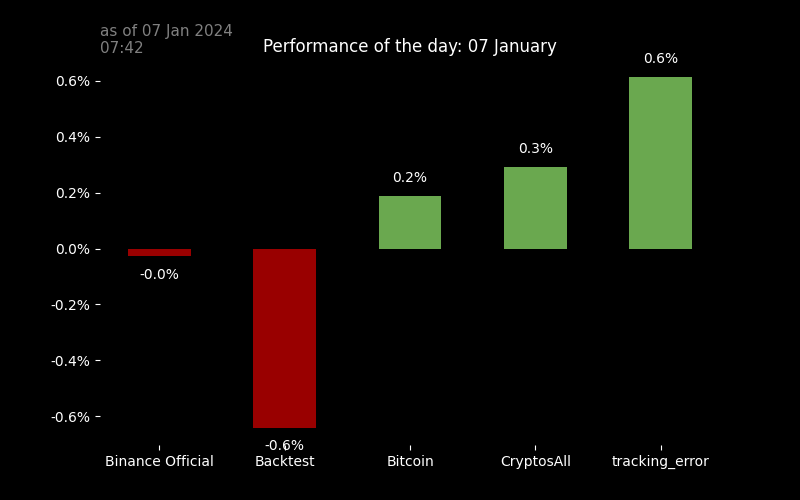 as of 07 Jan 2024
07:42
Performance of the day: 07 January
0.6%
0.6%
0.4%
0.3%
0.2%
0.2%
0.0%
-0.0%
-0.2%
-0.4%
-0.6%
-0.6%
Binance Official
Backtest
Bitcoin
CryptosAll
tracking_error